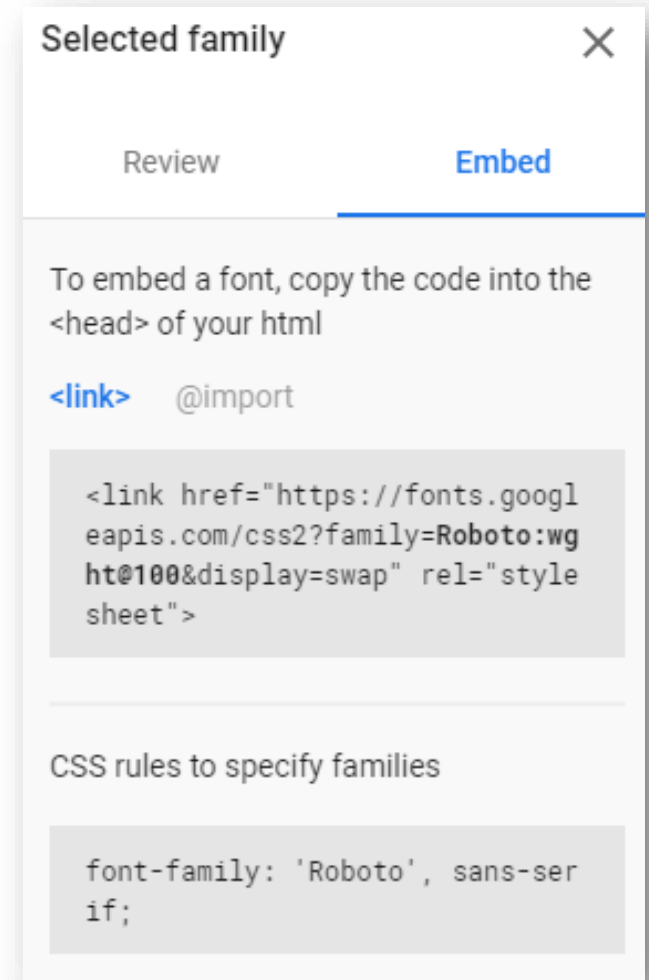 Selected family
Review Embed
To embed a font, copy the code into the
<head> of your html
<link> @import
<link href="https://fonts.googl
eapis.com/css2?family=Roboto:wg
ht@100&display=swap" rel="style
sheet">
CSS rules to specify families
font-family: 'Roboto', sans-ser
if;